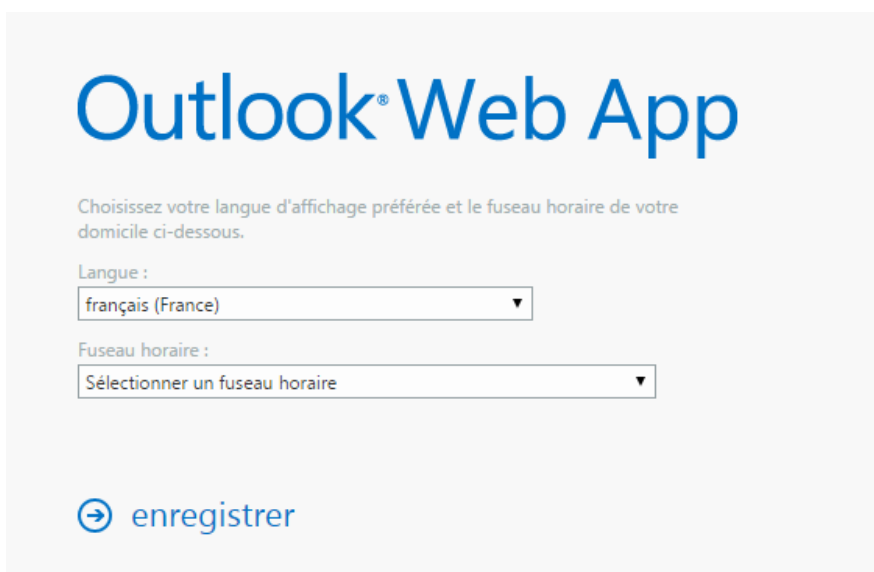 Outlook® Web App
Choisissez votre langue d'affichage préférée et le fuseau horaire de votre
domicile ci-dessous.
Langue :
français (France)
Fuseau horaire :
Sélectionner un fuseau horaire
enregistrer